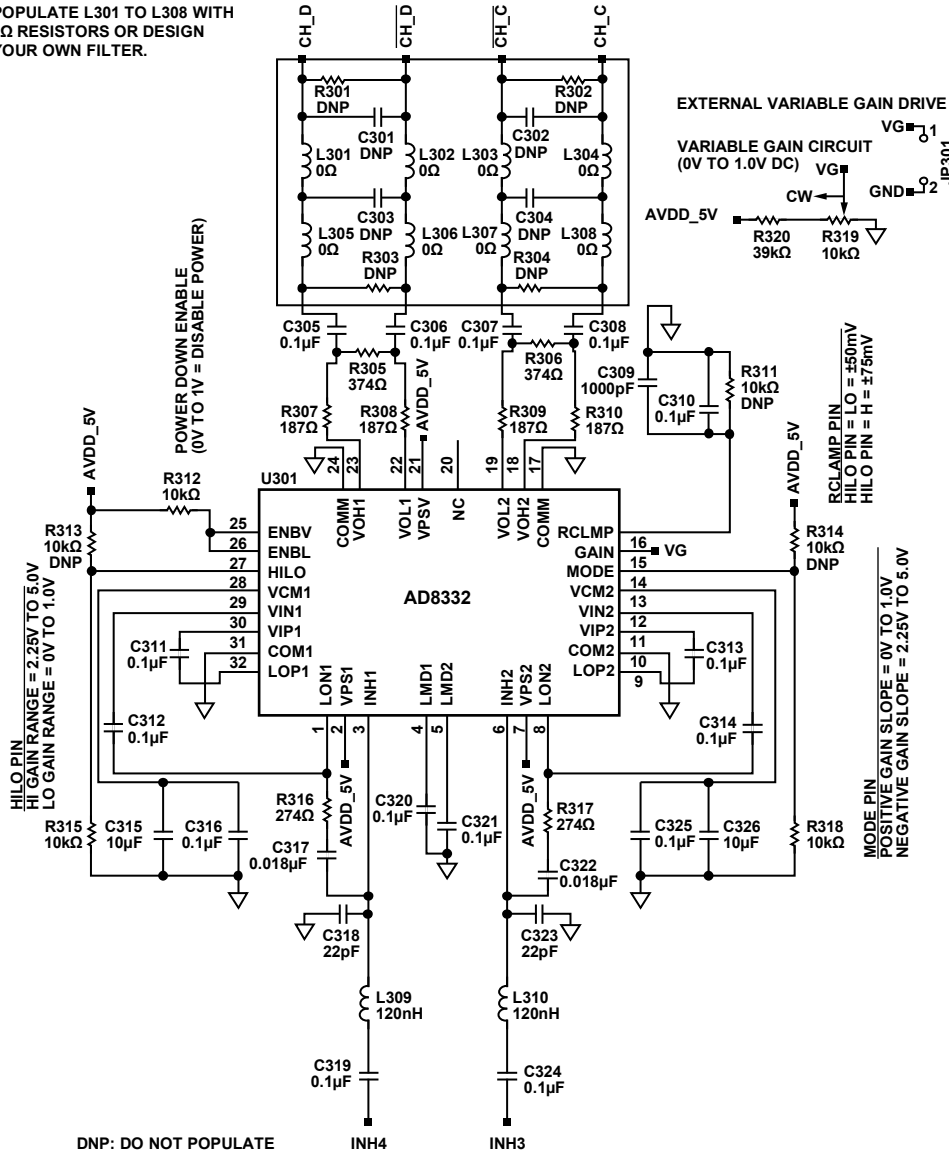 POPULATE L301 TO L308 WITH
Ω RESISTORS OR DESIGN
YOUR OWN FILTER.
CH_D
CH_D
CH_C
CH_C
R301
DNP
R302
DNP
C301
DNP
C302
DNP
L301
0Ω
L302
0Ω
L303
0Ω
L304
0Ω
C303
DNP
C304
DNP
L305
0Ω
L306
0Ω
L307
0Ω
L308
0Ω
R303
DNP
R304
DNP
EXTERNAL VARIABLE GAIN DRIVE
VG
1
JP301
GND
2
VARIABLE GAIN CIRCUIT
(0V TO 1.0V DC)
VG
CW
AVDD_5V
R320
39kΩ
R319
10kΩ
C305
0.1µF
C306
0.1µF
C307
0.1µF
C308
0.1µF
R305
374Ω
R306
374Ω
R307
187Ω
R308
187Ω
AVDD_5V
R309
187Ω
R310
187Ω
C309
1000pF
C310
0.1µF
R311
10kΩ
DNP
RCLAMP PIN
HILO PIN = LO = ±50mV
HILO PIN = H = ±75mV
POWER DOWN ENABLE
(0V TO 1V = DISABLE POWER)
AVDD_5V
R312
10kΩ
R313
10kΩ
DNP
AVDD_5V
R314
10kΩ
DNP
U301
24
23
22
21
20
19
18
17
COMM
VOH1
VOL1
VPSV
NC
VOL2
VOH2
COMM
25
ENBV
26
ENBL
27
HILO
28
VCM1
29
VIN1
30
VIP1
31
COM1
32
LOP1
AD8332
RCLMP
16
GAIN
VG
15
MODE
14
VCM2
13
VIN2
12
VIP2
11
COM2
10
LOP2
9
LON1
VPS1
INH1
LMD1
LMD2
INH2
VPS2
LON2
1
2
3
4
5
6
7
8
HILO PIN
HI GAIN RANGE = 2.25V TO 5.0V
LO GAIN RANGE = 0V TO 1.0V
MODE PIN
POSITIVE GAIN SLOPE = 0V TO 1.0V
NEGATIVE GAIN SLOPE = 2.25V TO 5.0V
C311
0.1µF
C313
0.1µF
C312
0.1µF
C314
0.1µF
R315
10kΩ
C315
10µF
C316
0.1µF
R316
274Ω
AVDD_5V
C317
0.018µF
C320
0.1µF
C321
0.1µF
AVDD_5V
R317
274Ω
C322
0.018µF
C325
0.1µF
C326
10µF
R318
10kΩ
C318
22pF
C323
22pF
L309
120nH
L310
120nH
C319
0.1µF
C324
0.1µF
DNP: DO NOT POPULATE
INH4
INH3